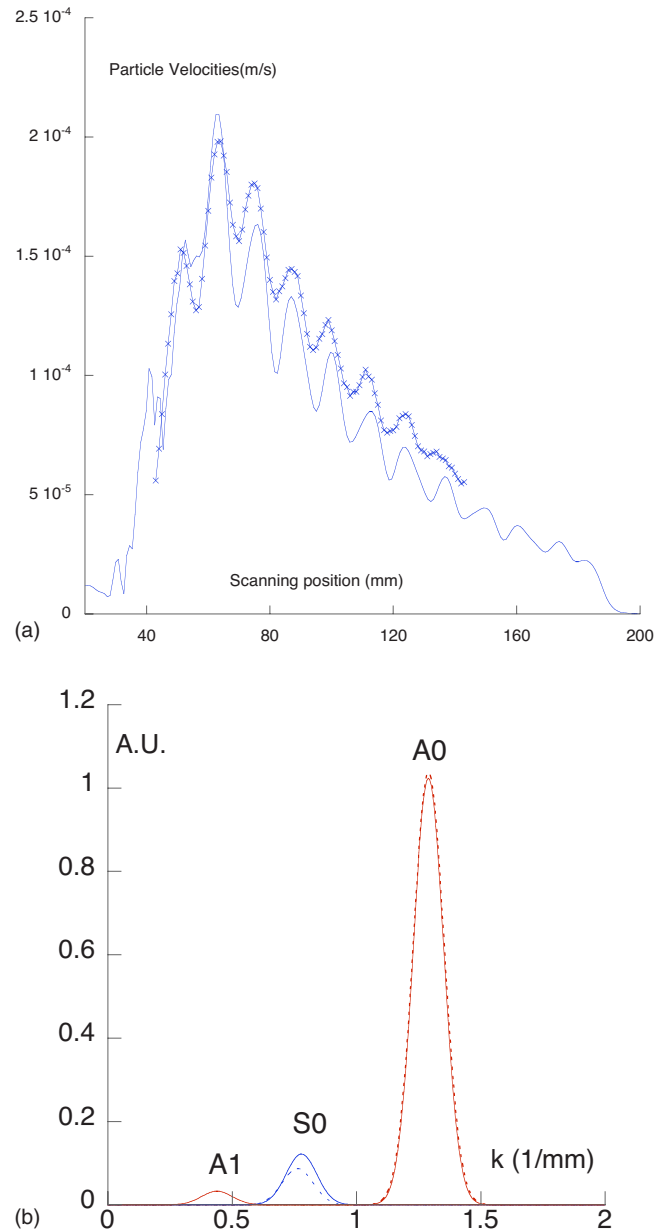 2.5 10-4
Particle Velocities(m/s)
2 10-4
1.5 10-4
1 10-4
5 10-5
Scanning position (mm)
0
(a)
40 80 120 160 200
1.2
A.U.
A0
1
0.8
0.6
0.4
0.2
S0
A1
k (1/mm)
0
(b)
0 0.5 1 1.5 2